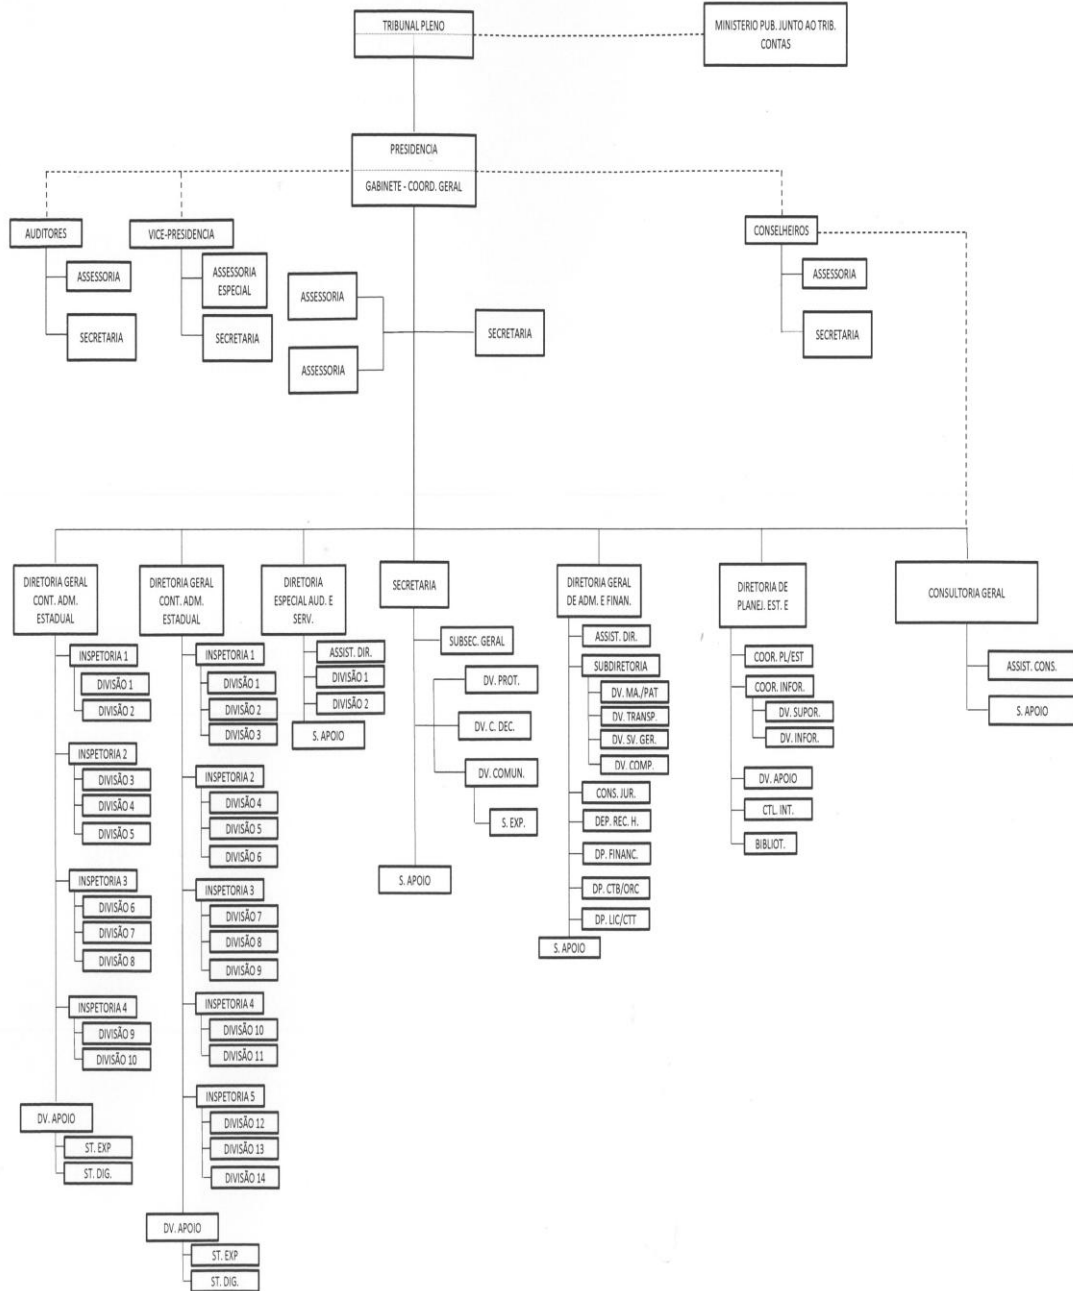 TRIBUNAL PLENO
MINISTERIO PUB. JUNTO AO TRIB.
CONTAS
PRESIDENCIA
GABINETE - COORD. GERAL
AUDITORES
ASSESSORIA
SECRETARIA
VICE-PRESIDENCIA
ASSESSORIA
ESPECIAL
SECRETARIA
ASSESSORIA
ASSESSORIA
SECRETARIA
CONSELHEIROS
ASSESSORIA
SECRETARIA
DIRETORIA GERAL
CONT. ADM.
ESTADUAL
INSPETORIA 1
DIVISÃO 1
DIVISÃO 2
INSPETORIA 2
DIVISÃO 3
DIVISÃO 4
DIVISÃO 5
INSPETORIA 3
DIVISÃO 6
DIVISÃO 7
DIVISÃO 8
INSPETORIA 4
DIVISÃO 9
DIVISÃO 10
DV. APOIO
ST. EXP
ST. DIG.
DIRETORIA GERAL
CONT. ADM.
ESTADUAL
INSPETORIA 1
DIVISÃO 1
DIVISÃO 2
DIVISÃO 3
INSPETORIA 2
DIVISÃO 4
DIVISÃO 5
DIVISÃO 6
INSPETORIA 3
DIVISÃO 7
DIVISÃO 8
DIVISÃO 9
INSPETORIA 4
DIVISÃO 10
DIVISÃO 11
INSPETORIA 5
DIVISÃO 12
DIVISÃO 13
DIVISÃO 14
DV. APOIO
ST. EXP
ST. DIG.
DIRETORIA
ESPECIAL AUD. E
SERV.
ASSIST. DIR.
DIVISÃO 1
DIVISÃO 2
S. APOIO
SECRETARIA
SUBSEC. GERAL
DV. PROT.
DV. C. DEC.
DV. COMUN.
S. EXP.
S. APOIO
DIRETORIA GERAL
DE ADM. E FINAN.
ASSIST. DIR.
SUBDIRETORIA
DV. MA./PAT
DV. TRANSP.
DV. SV. GER.
DV. COMP.
CONS. JUR.
DEP. REC. H.
DP. FINANC.
DP. CTB/ORC
DP. LIC/CTT
S. APOIO
DIRETORIA DE
PLANEJ. EST. E
COOR. PL/EST
COOR. INFOR.
DV. SUPOR.
DV. INFOR.
DV. APOIO
CTL. INT.
BIBLIOT.
CONSULTORIA GERAL
ASSIST. CONS.
S. APOIO